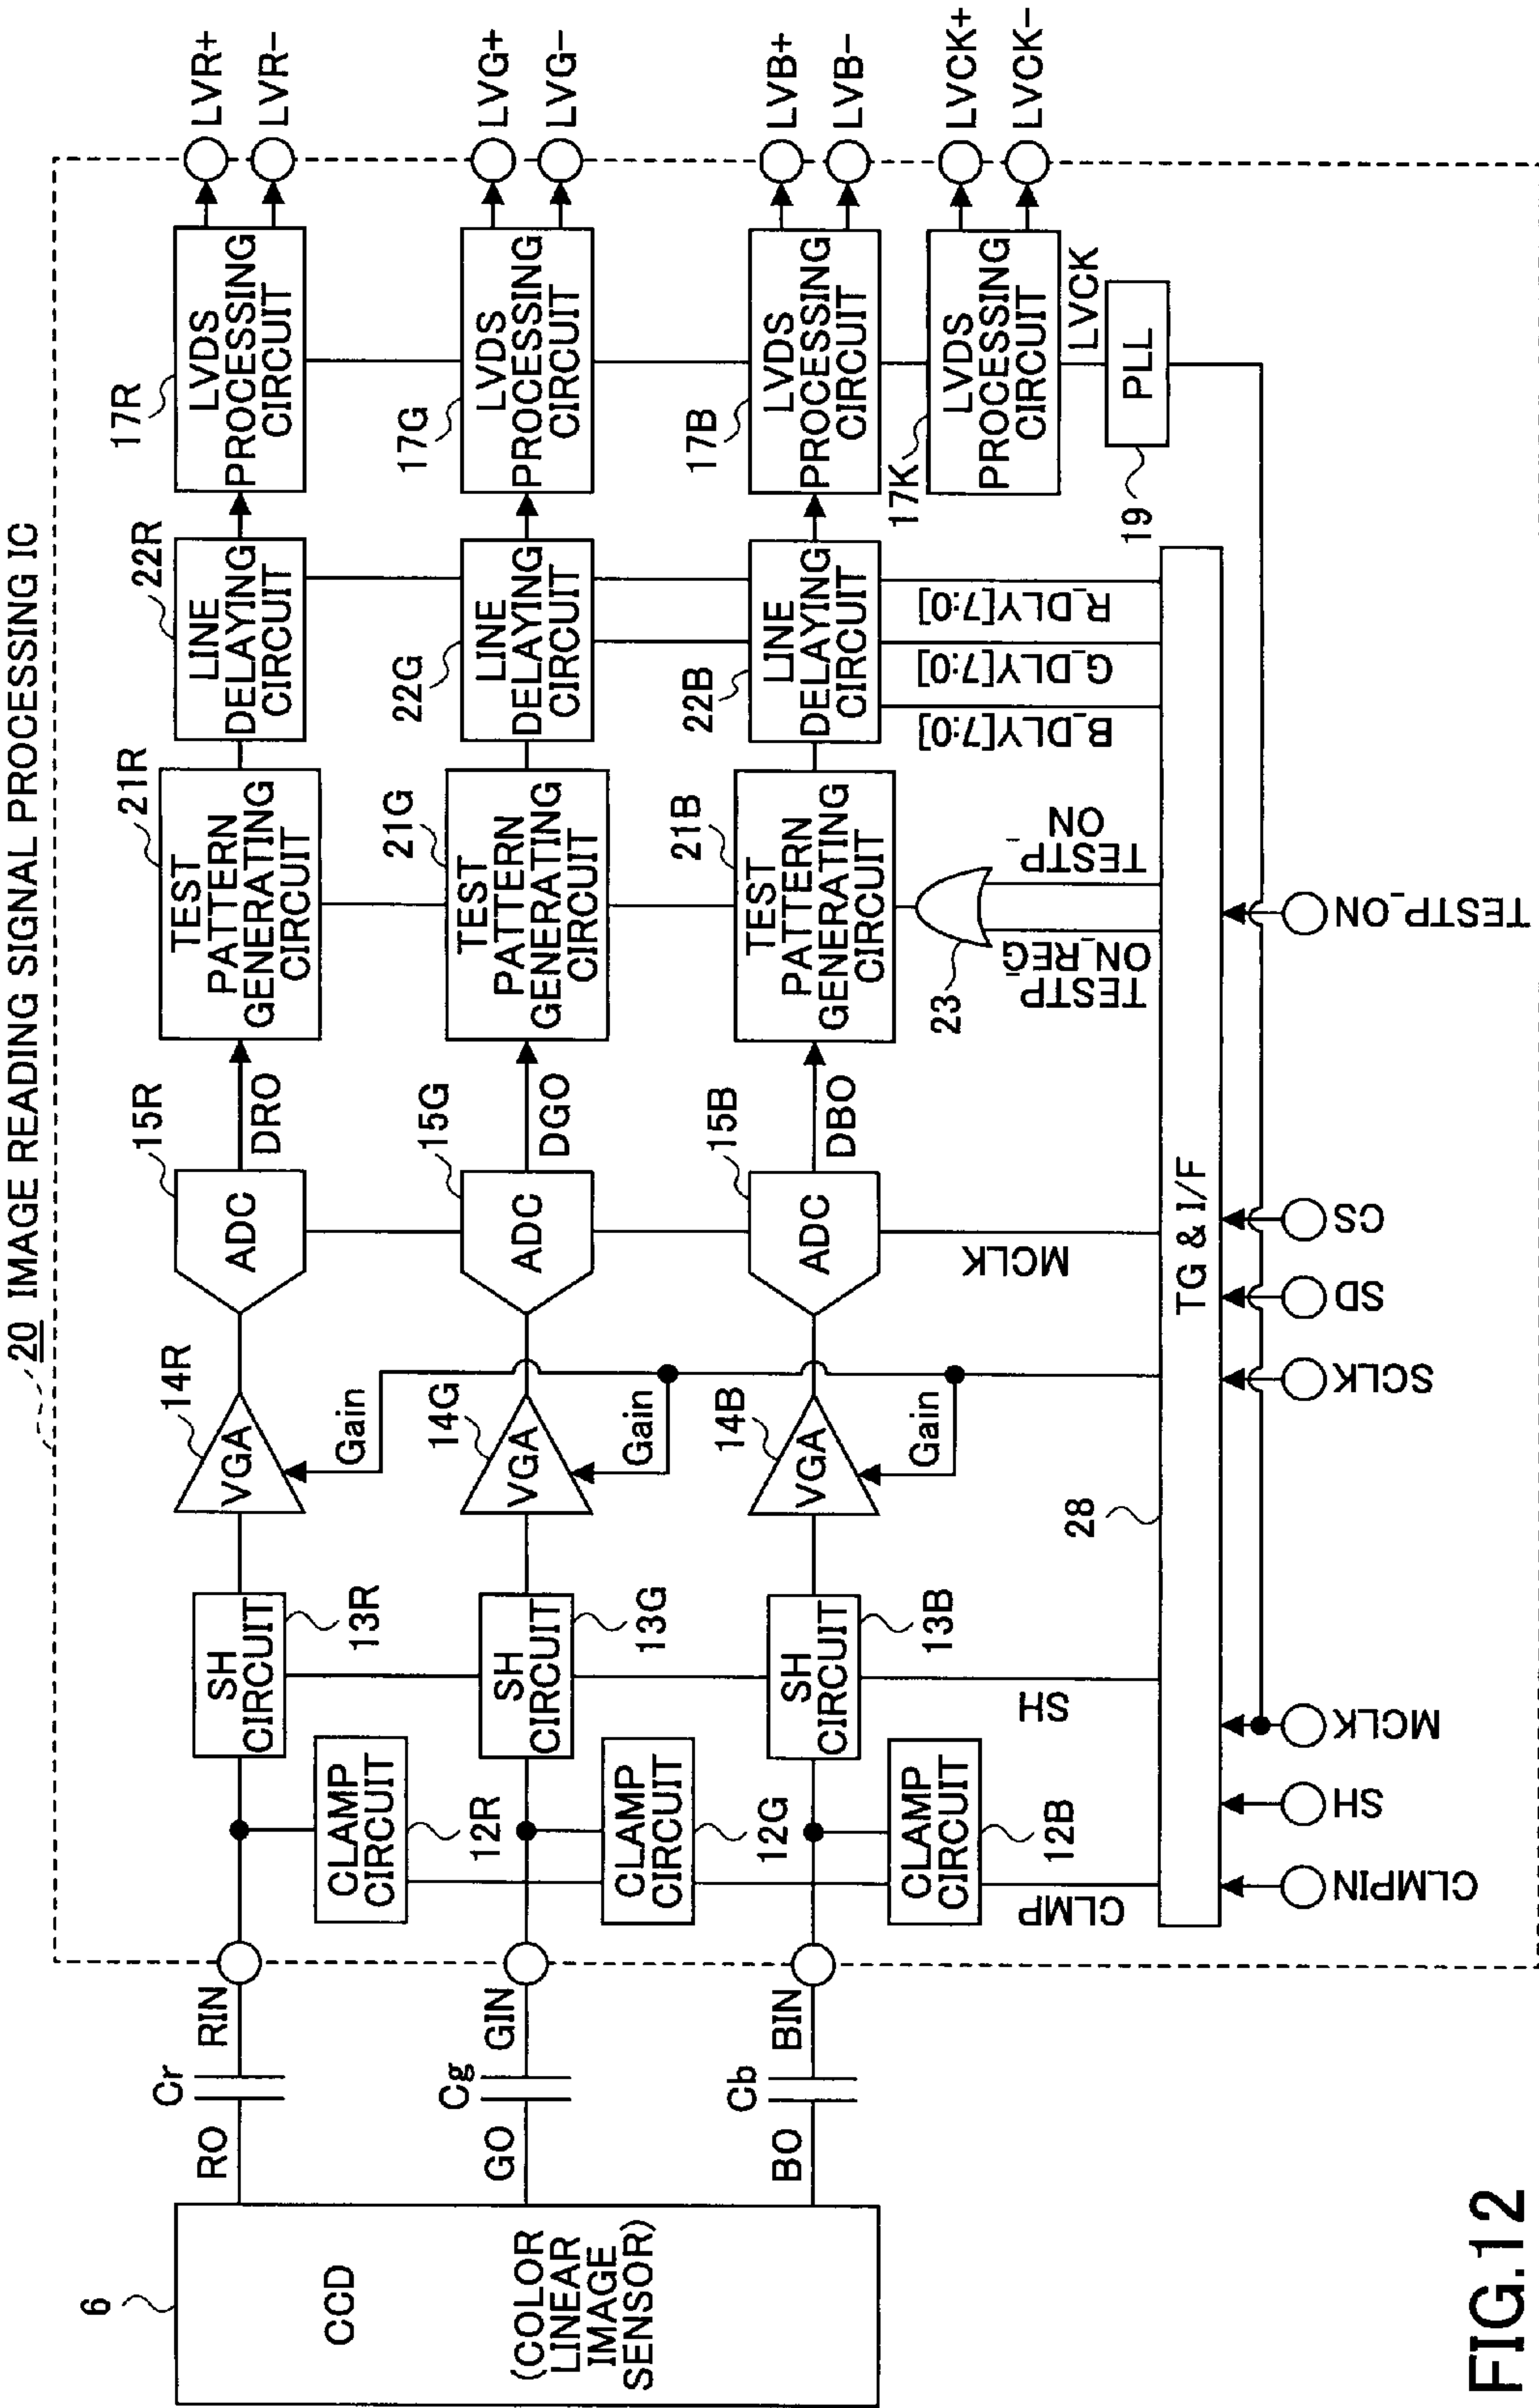 20 IMAGE READING SIGNAL PROCESSING IC
6
CCD
(COLOR
LINEAR
IMAGE
SENSOR)
RO
Cr
RIN
GO
Cg
GIN
BO
Cb
BIN
CLAMP
CIRCUIT
12R
CLAMP
CIRCUIT
12G
CLAMP
CIRCUIT
12B
CLMP
SH
CIRCUIT
13R
SH
CIRCUIT
13G
SH
CIRCUIT
13B
SH
14R
VGA
Gain
14G
VGA
Gain
14B
VGA
Gain
15R
ADC
DRO
15G
ADC
DGO
15B
ADC
DBO
MCLK
21R
TEST
PATTERN
GENERATING
CIRCUIT
21G
TEST
PATTERN
GENERATING
CIRCUIT
21B
TEST
PATTERN
GENERATING
CIRCUIT
23
TESTP_
ON_REG
TESTP_
ON
22R
LINE
DELAYING
CIRCUIT
22G
LINE
DELAYING
CIRCUIT
22B
LINE
DELAYING
CIRCUIT
B_DLY[7:0]
G_DLY[7:0]
R_DLY[7:0]
17R
LVDS
PROCESSING
CIRCUIT
17G
LVDS
PROCESSING
CIRCUIT
17B
LVDS
PROCESSING
CIRCUIT
17K
LVDS
PROCESSING
CIRCUIT
LVCK
19
PLL
LVR+
LVR-
LVG+
LVG-
LVB+
LVB-
LVCK+
LVCK-
28
TG & I/F
CLMPIN
SH
MCLK
SCLK
SD
CS
TESTP_ON
FIG.12